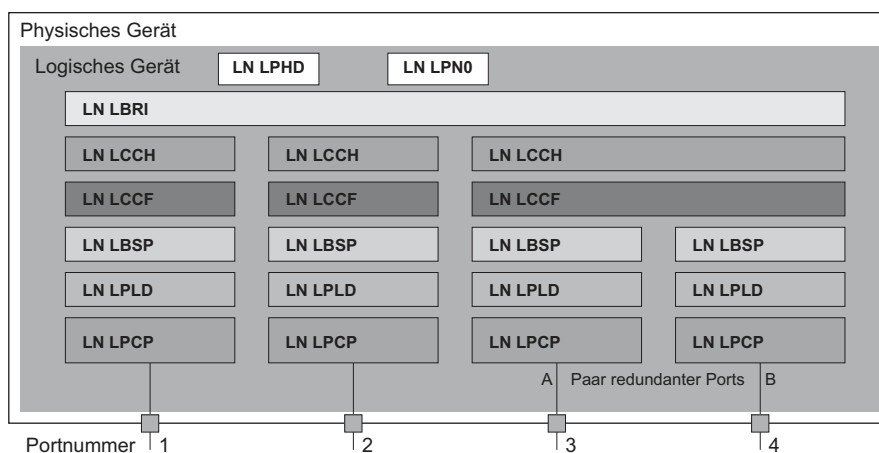 Physisches Gerät
Logisches Gerät LN LPHD LN LPN0
LN LBRI
LN LCCH LN LCCH LN LCCH
LN LCCF LN LCCF LN LCCF
LN LBSP LN LBSP LN LBSP LN LBSP
LN LPLD LN LPLD LN LPLD LN LPLD
LN LPCP LN LPCP LN LPCP LN LPCP
A Paar redundanter Ports B
Portnummer 1 2 3 4